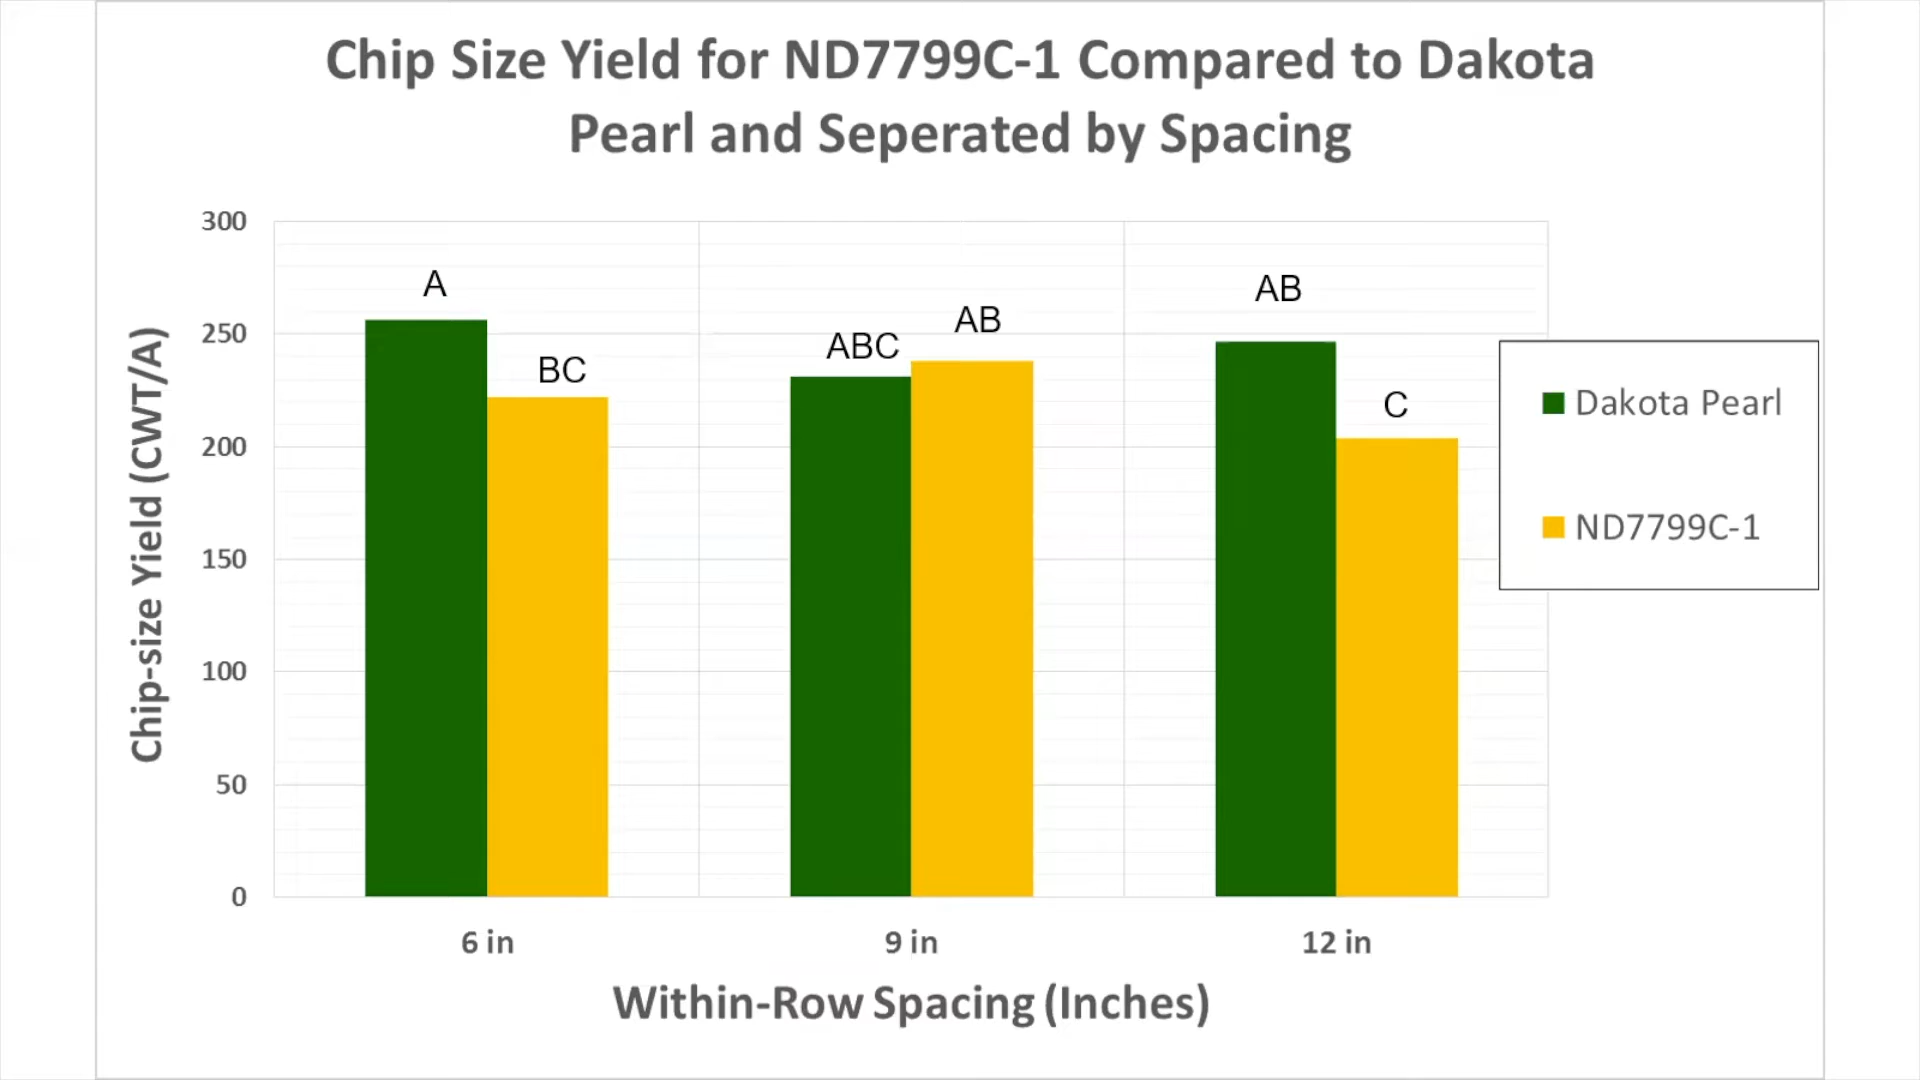 Chip Size Yield for ND7799C-1 Compared to Dakota
Pearl and Seperated by Spacing
Chip-size Yield (CWT/A)
300
250
200
150
100
50
0
A
BC
ABC
AB
AB
C
6 in
9 in
12 in
Within-Row Spacing (Inches)
Dakota Pearl
ND7799C-1